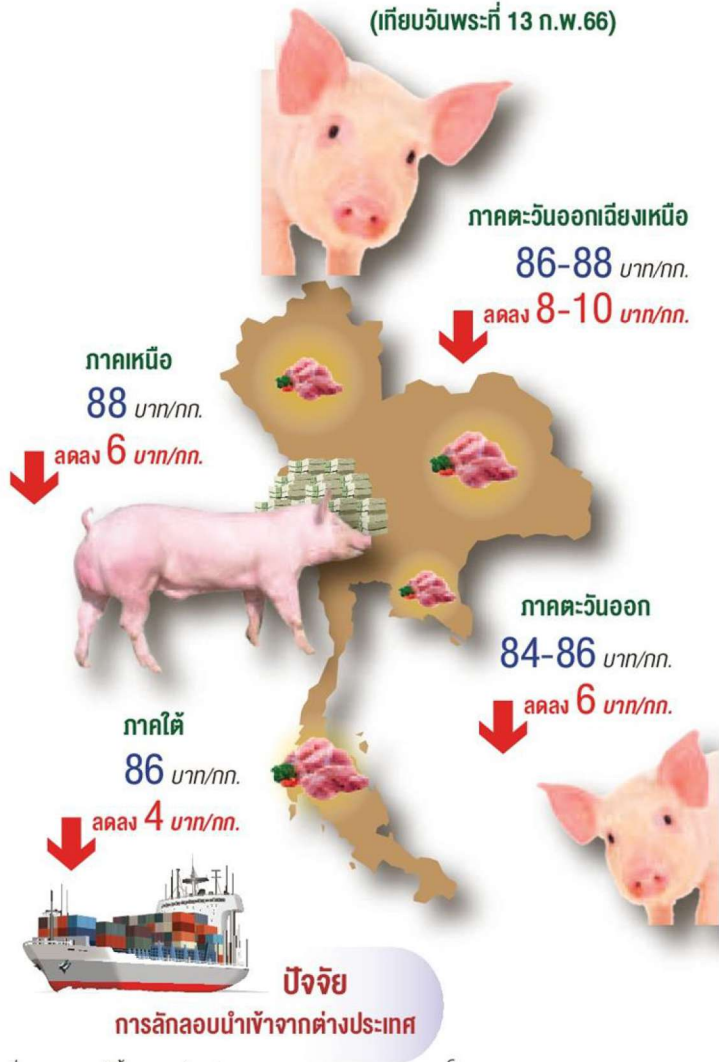 (เทียบวันพระที่ 13 ก.พ.66)
ภาคตะวันออกเฉียงเหนือ
86-88 บาท/กก.
ลดลง 8-10 บาท/กก.
ภาคเหนือ
88 บาท/กก.
ลดลง 6 บาท/กก.
ภาคตะวันออก
84-86 บาท/กก.
ลดลง 6 บาท/กก.
ภาคใต้
86 บาท/กก.
ลดลง 4 บาท/กก.
ปัจจัย
การลักลอบนำเข้าจากต่างประเทศ